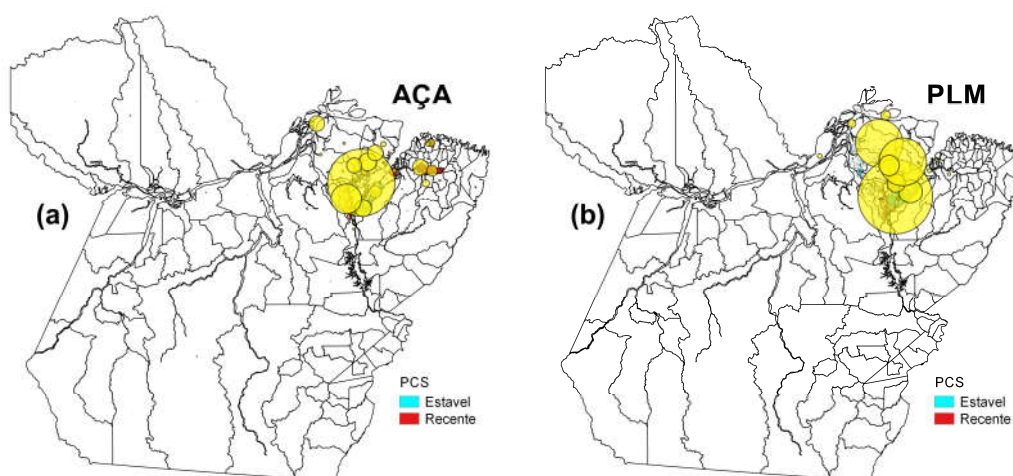 AÇA
(a)
PCS
Estavel
Recente
PLM
(b)
PCS
Estavel
Recente